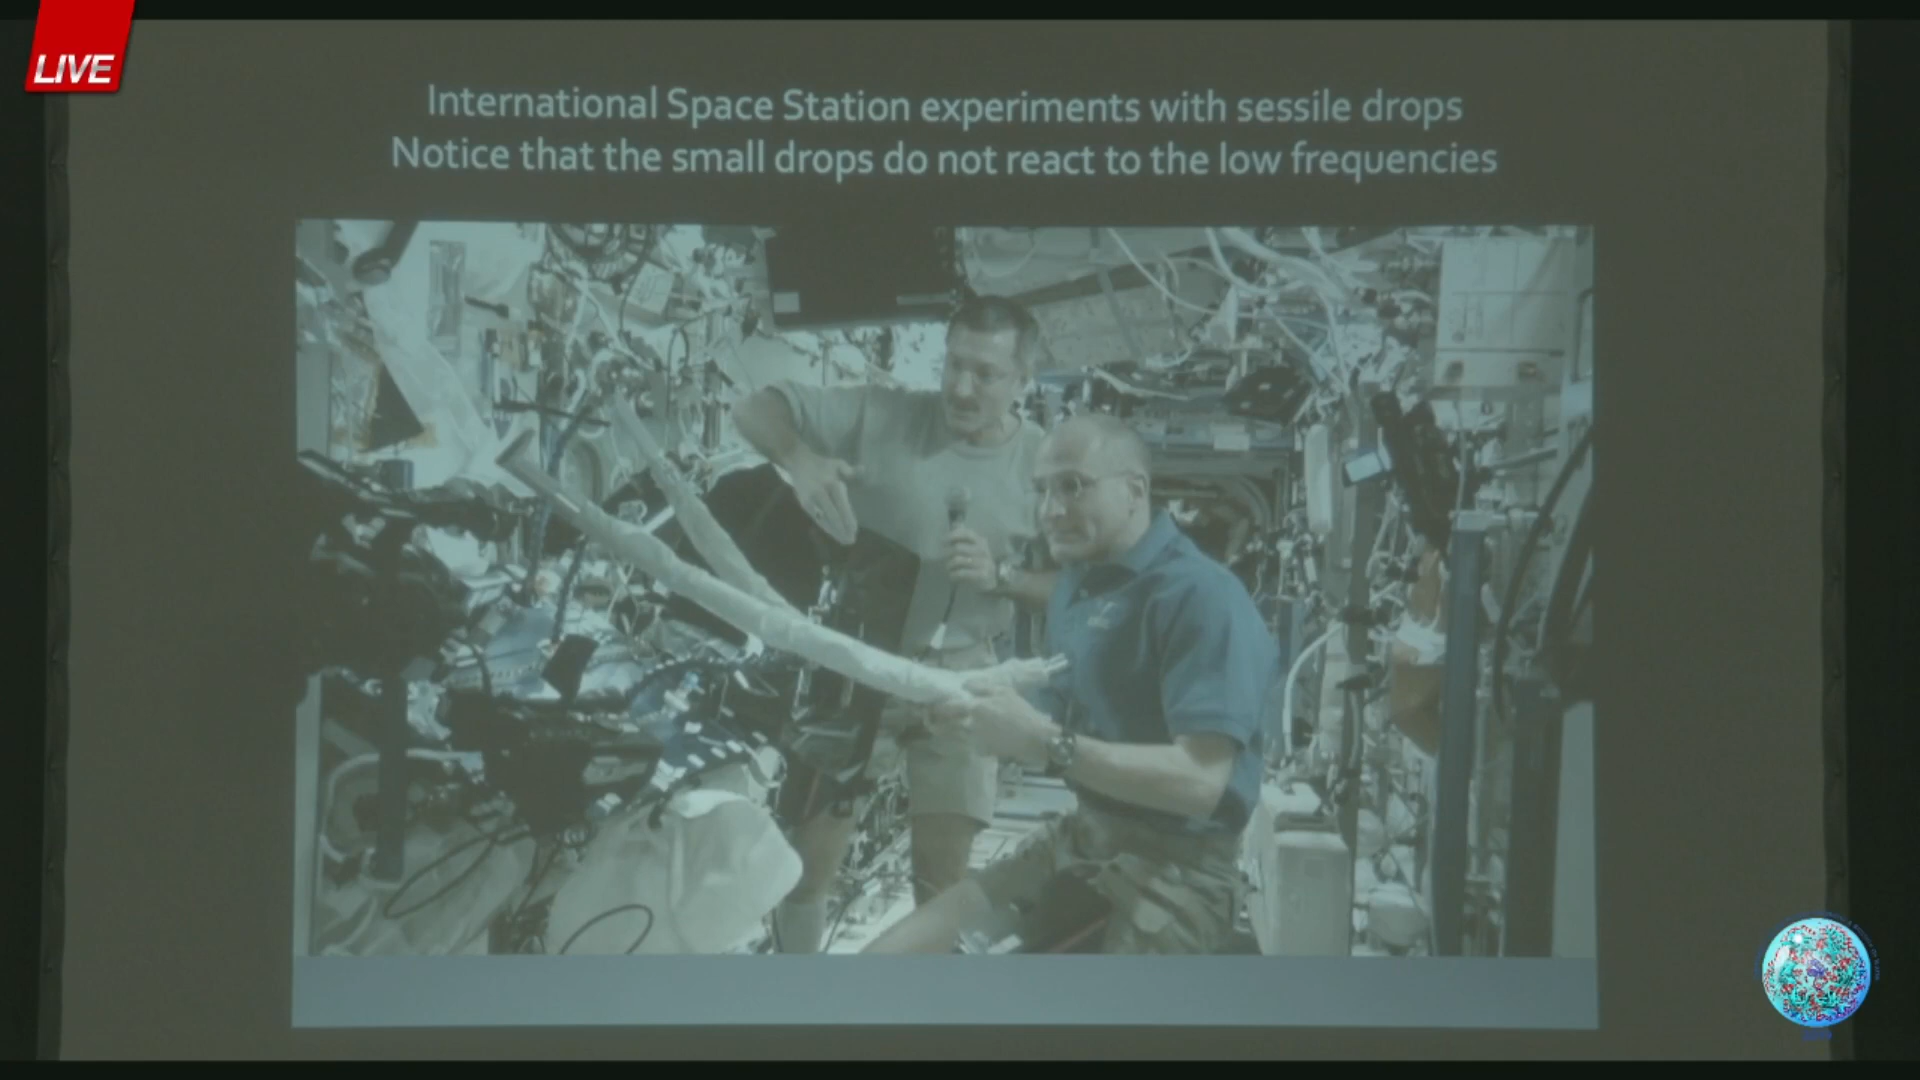 LIVE
International Space Station experiments with sessile drops
Notice that the small drops do not react to the low frequencies